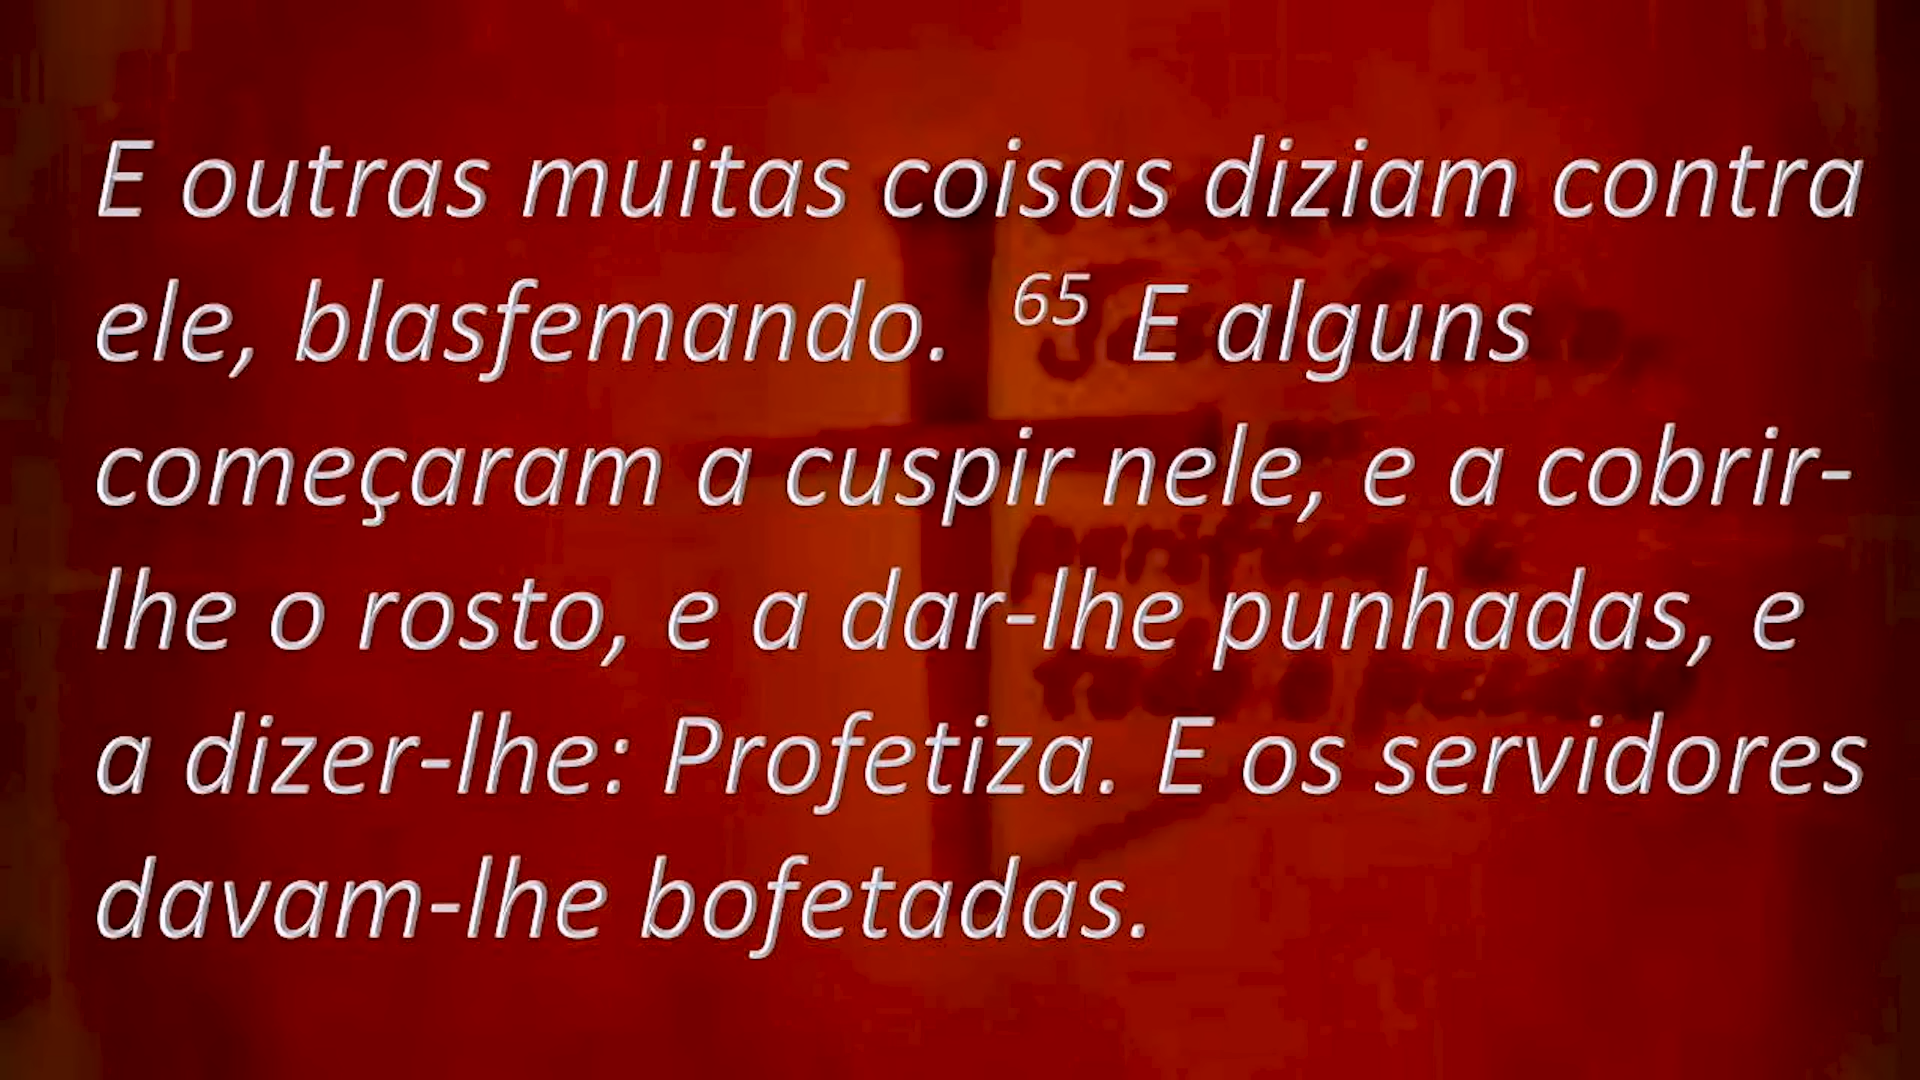 E outras muitas coisas diziam contra
ele, blasfemando. 65 E alguns
começaram a cuspir nele, e a cobrir-
lhe o rosto, e a dar-lhe punhadas, e
a dizer-lhe: Profetiza. E os servidores
davam-lhe bofetadas.